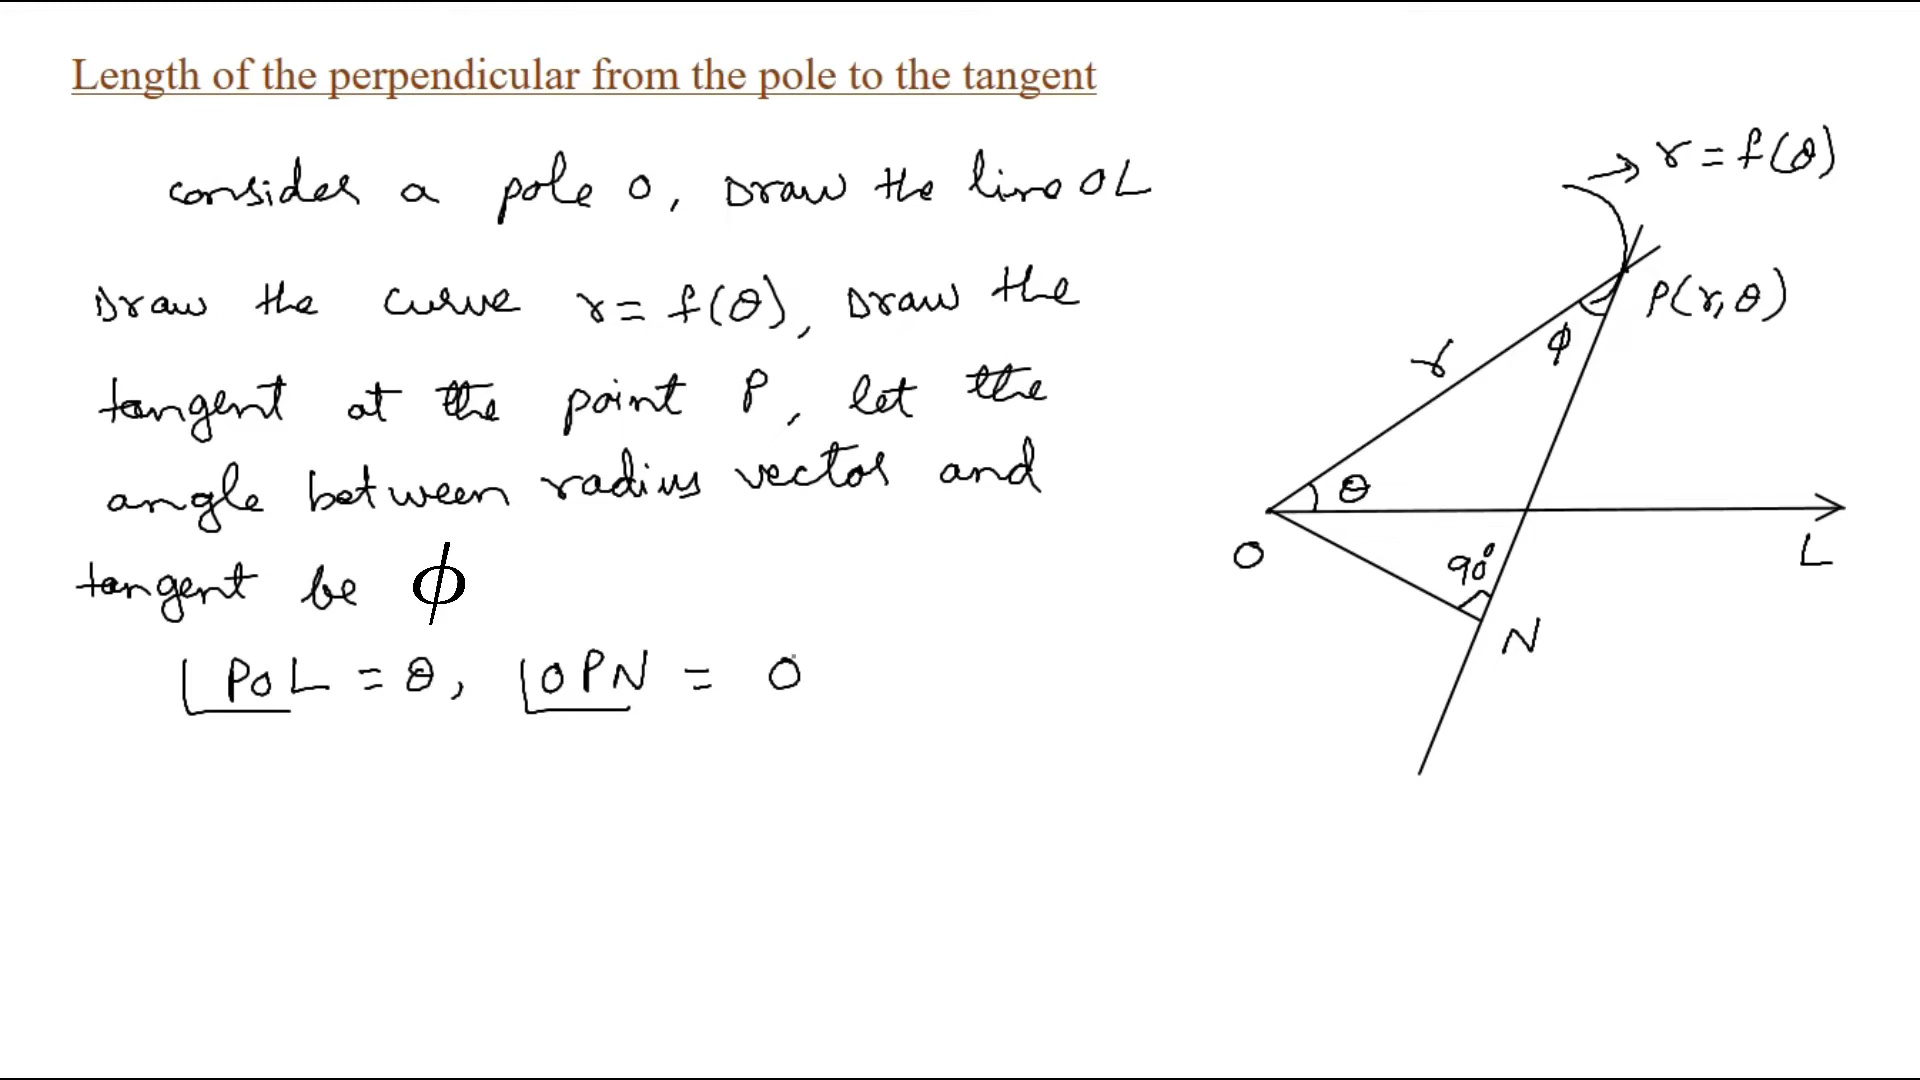 Length of the perpendicular from the pole to the tangent
consider a pole O, Draw the line OL
Draw the curve r = f(θ), Draw the
tangent at the point P, let the
angle between radius vector and
tangent be ϕ
∠POL = θ, ∠OPN = O
r = f(θ)
P(r, θ)
ϕ
r
θ
O
L
90°
N